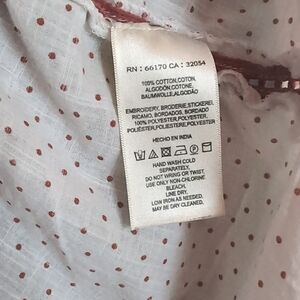 RN : 66170 CA : 32054
100% COTTON,COTON,
ALGODÓN,COTONE,
BAUMWOLLE,ALGODÃO
EMBROIDERY, BRODERIE,STICKEREI,
RICAMO, BORDADOS, BORDADO
100% POLYESTER, POLYESTER,
POLIÉSTER,POLIESTERE,POLYESTER
HECHO EN INDIA
HAND WASH COLD
SEPARATELY,
DO NOT WRING OR TWIST,
USE ONLY NON-CHLORINE
BLEACH,
LINE DRY,
LOW IRON AS NEEDED,
MAY BE DRY CLEANED.